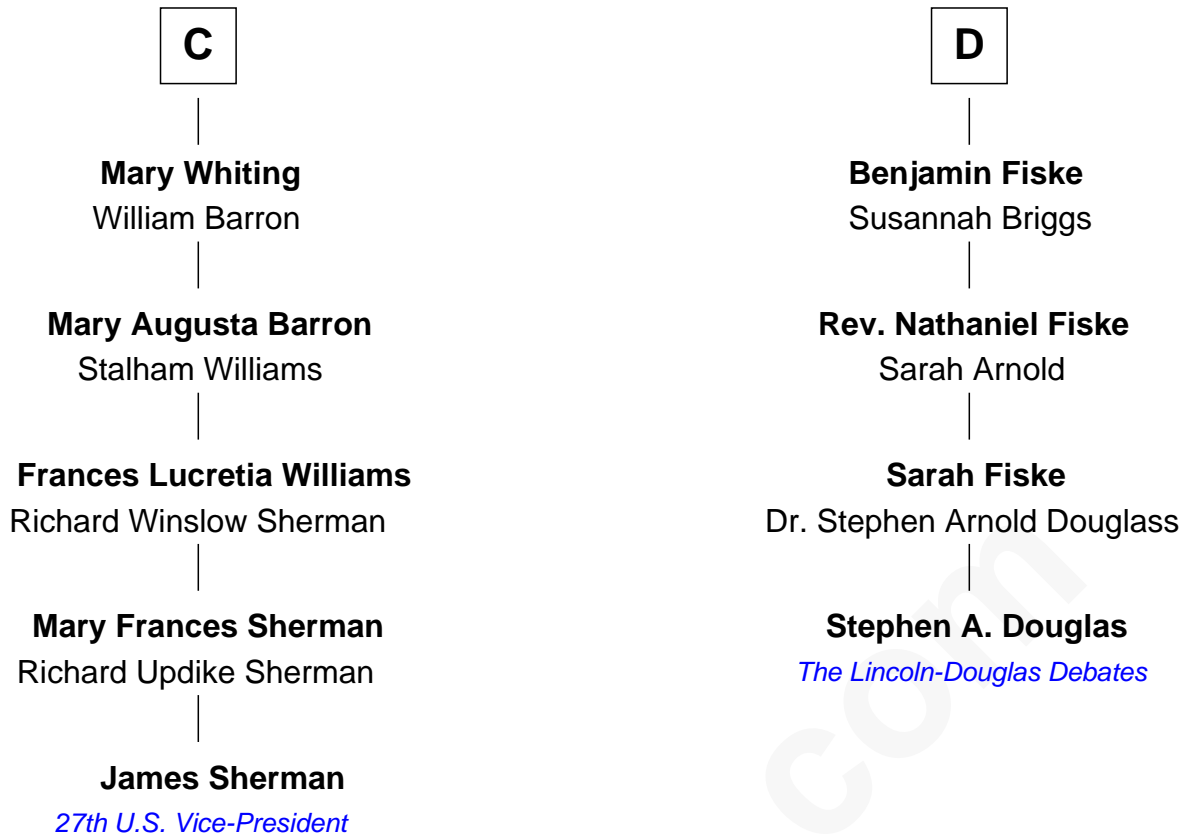 C
Mary Whiting
William Barron
Mary Augusta Barron
Stalham Williams
Frances Lucretia Williams
Richard Winslow Sherman
Mary Frances Sherman
Richard Updike Sherman
James Sherman
27th U.S. Vice-President
D
Benjamin Fiske
Susannah Briggs
Rev. Nathaniel Fiske
Sarah Arnold
Sarah Fiske
Dr. Stephen Arnold Douglass
Stephen A. Douglas
The Lincoln-Douglas Debates
com